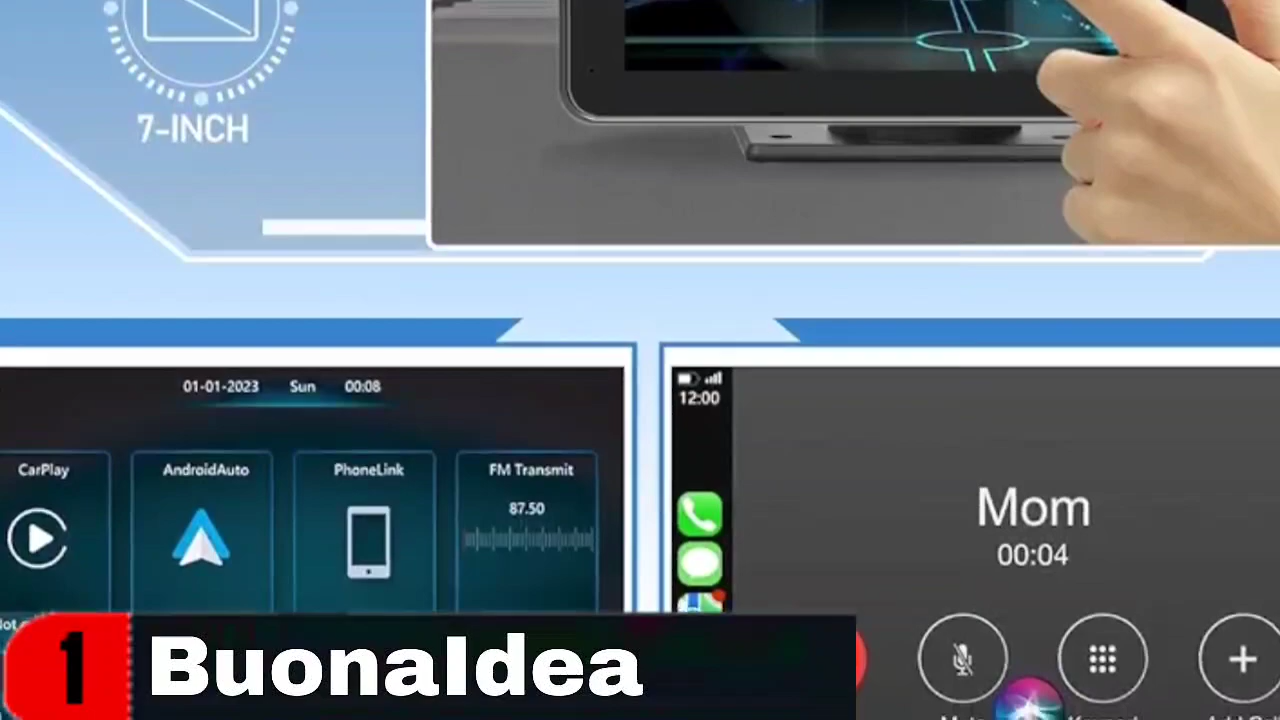 7-INCH
01-01-2023 Sun 00:08
CarPlay
AndroidAuto
PhoneLink
FM Transmit
87.50
12:00
Mom
00:04
1
BuonaIdea